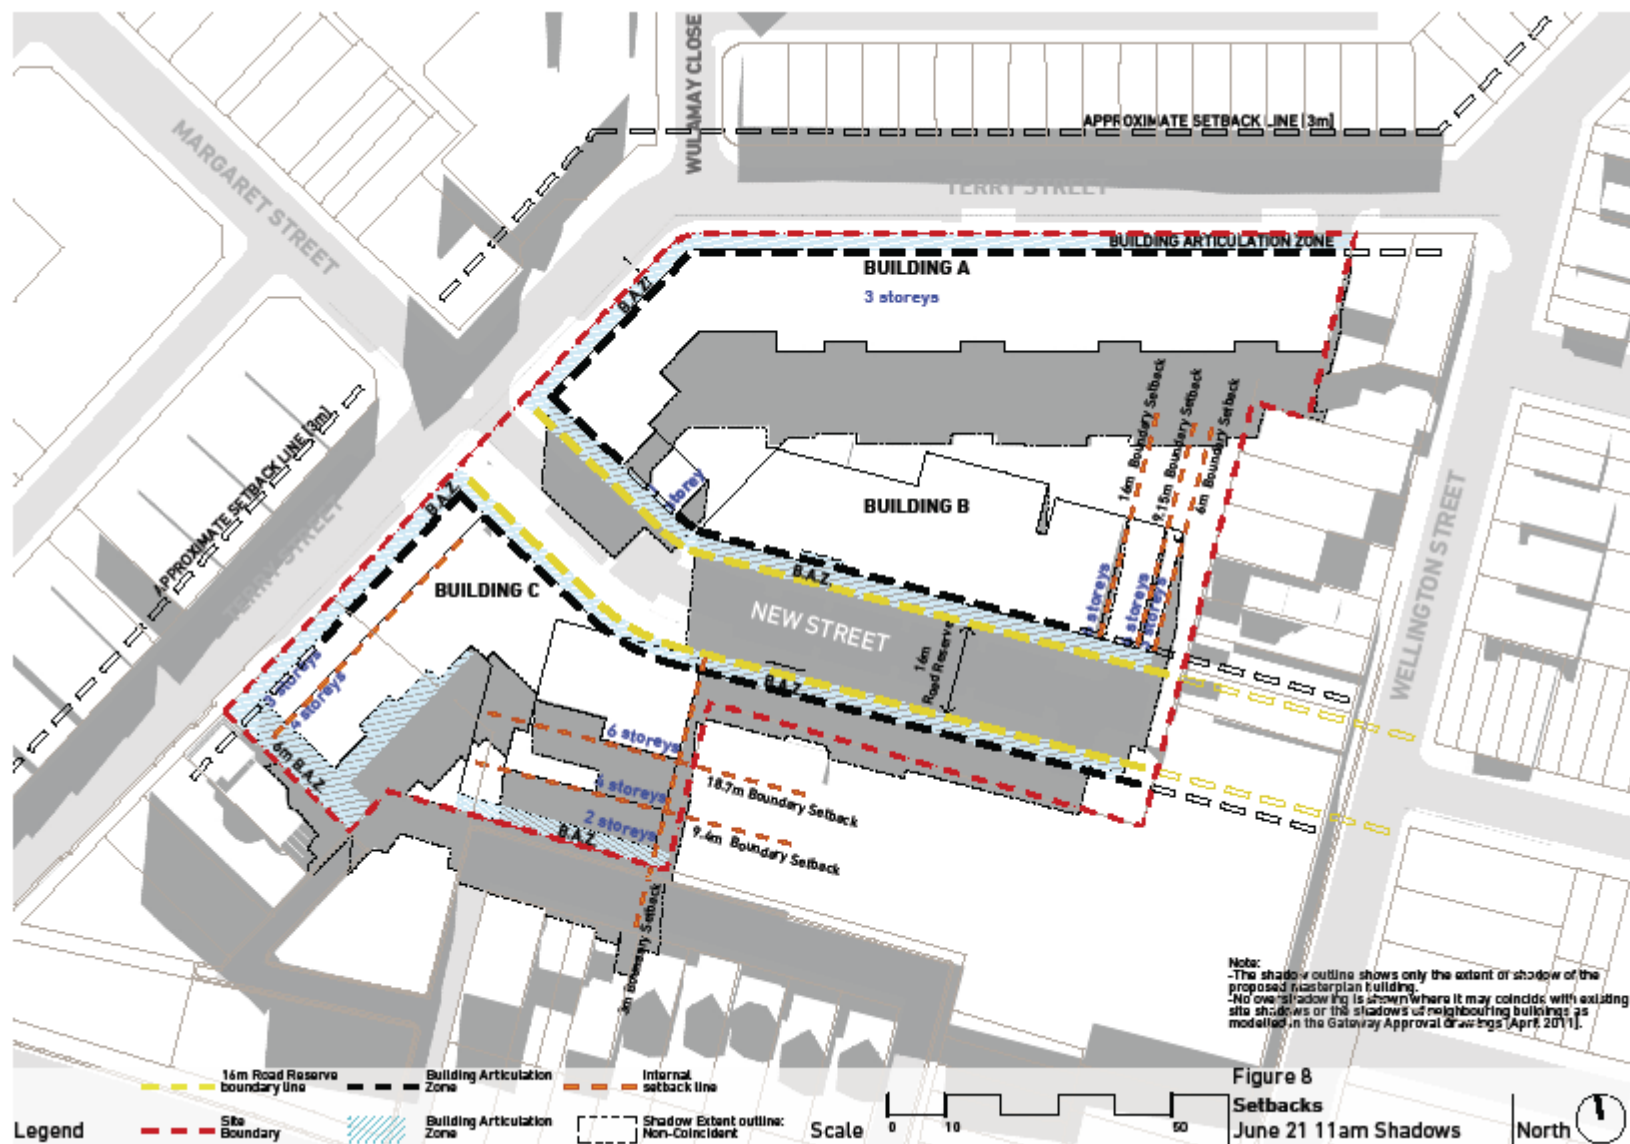 WULAMAY CLOSE
MARGARET STREET
APPROXIMATE SETBACK LINE [3m]
TERRY STREET
BUILDING ARTICULATION ZONE
BUILDING A
3 storeys
B.A.Z
APPROXIMATE SETBACK LINE [3m]
TERRY STREET
16m Boundary Setback
9.15m Boundary Setback
6m Boundary Setback
storey
BUILDING B
WELLINGTON STREET
B.A.Z
BUILDING C
B.A.Z
NEW STREET
16m
Road Reserve
storeys
storeys
storeys
B.A.Z
3 storeys
storeys
6m B.A.Z
6 storeys
18.7m Boundary Setback
4 storeys
2 storeys
B.A.Z
9.4m Boundary Setback
3m Boundary Setback
Note:
-The shadow outline shows only the extent of shadow of the
proposed masterplan building.
-No overshadowing is shown where it may coincide with existing
site shadows or the shadows of neighbouring buildings as
modelled in the Gateway Approval drawings [April 2011].
Legend
16m Road Reserve
boundary line
Building Articulation
Zone
Internal
setback line
Site
Boundary
Building Articulation
Zone
Shadow Extent outline:
Non-Coincident
Scale
0 10 50
Figure 8
Setbacks
June 21 11am Shadows
North